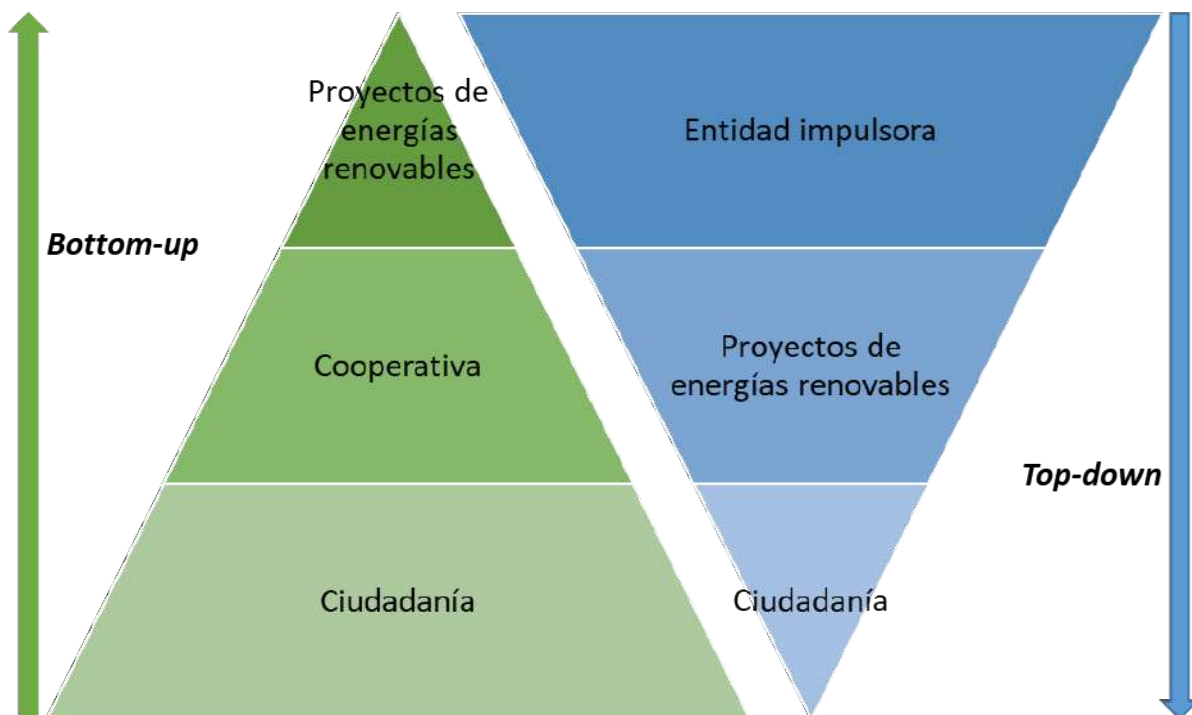 Proyectos de
energías
renovables
Entidad impulsora
Bottom-up
Cooperativa
Proyectos de
energías renovables
Top-down
Ciudadanía
Ciudadanía